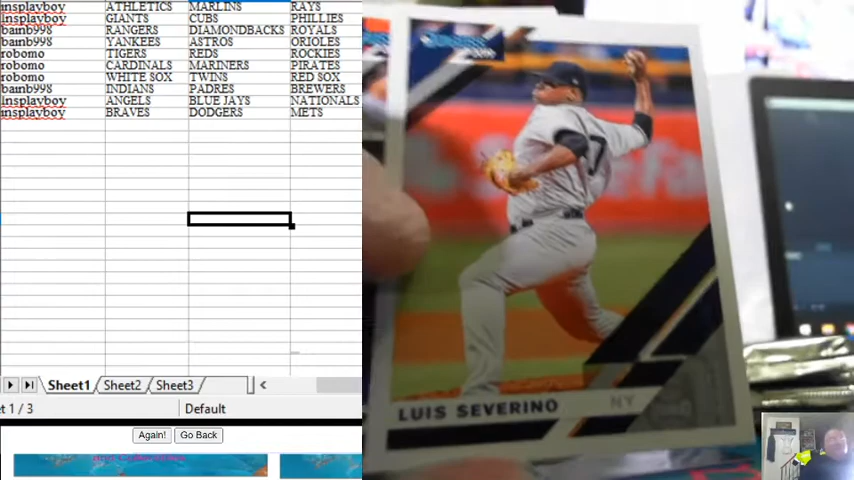 insplayboy ATHLETICS MARLINS RAYS
insplayboy GIANTS CUBS PHILLIES
bamb998 RANGERS DIAMONDBACKS ROYALS
bamb998 YANKEES ASTROS ORIOLES
robomo TIGERS REDS ROCKIES
robomo CARDINALS MARINERS PIRATES
robomo WHITE SOX TWINS RED SOX
bamb998 INDIANS PADRES BREWERS
insplayboy ANGELS BLUE JAYS NATIONALS
insplayboy BRAVES DODGERS METS
Sheet1 Sheet2 Sheet3
t 1 / 3 Default
Again! Go Back
LUIS SEVERINO NY